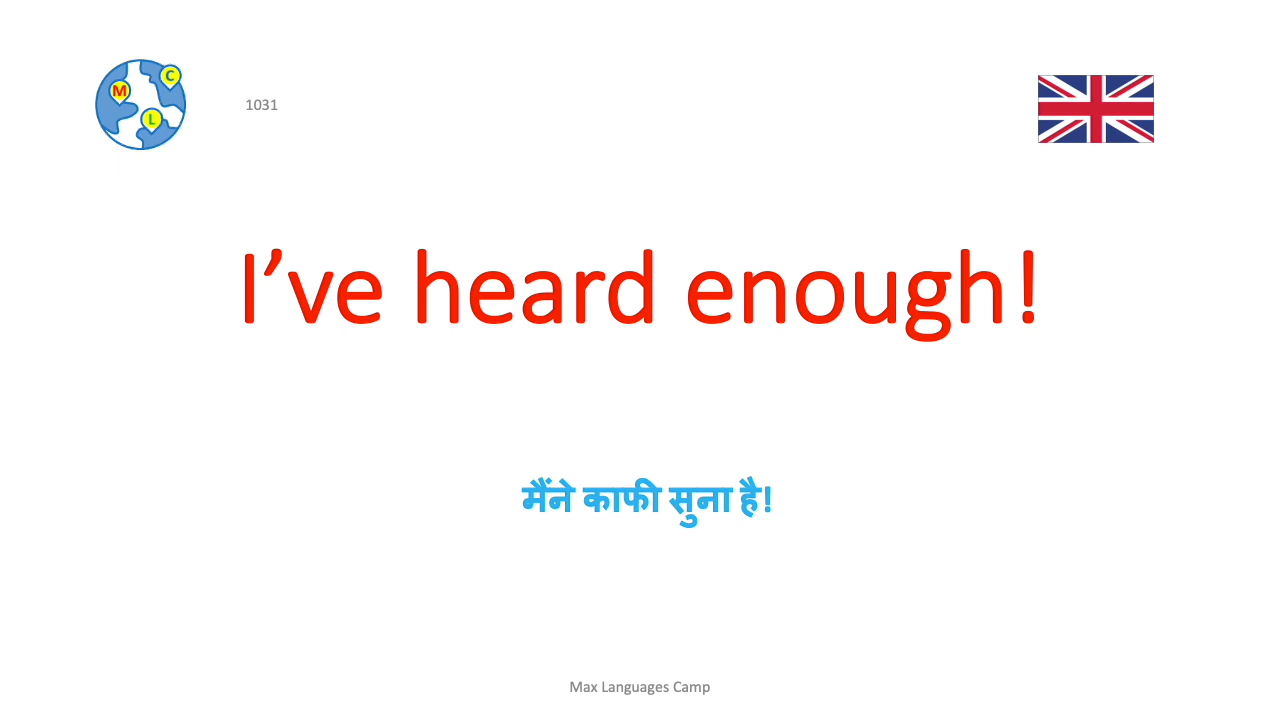 C
M
L
1031
I’ve heard enough!
मैंने काफी सुना है!
Max Languages Camp